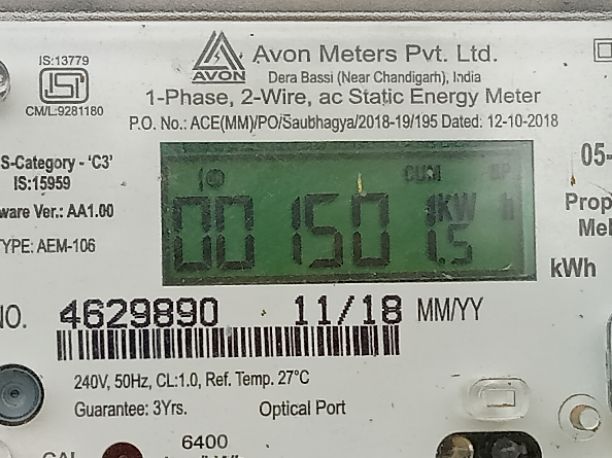 IS:13779
CM/L:9281180
AVON
Avon Meters Pvt. Ltd.
Dera Bassi (Near Chandigarh), India
1-Phase, 2-Wire, ac Static Energy Meter
P.O. No.: ACE(MM)/PO/Saubhagya/2018-19/195 Dated: 12-10-2018
S-Category - 'C3'
IS:15959
ware Ver.: AA1.00
TYPE: AEM-106
CUM
001501.5
KW h
05-
Prop
kWh
NO. 4629890 11/18 MM/YY
240V, 50Hz, CL:1.0, Ref. Temp. 27°C
Guarantee: 3Yrs. Optical Port
6400